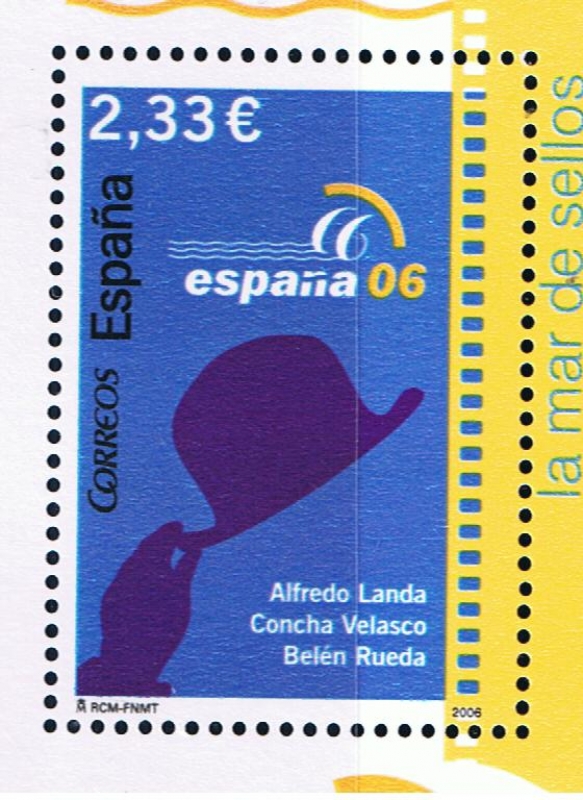 2,33 €
CORREOS España
españa 06
Alfredo Landa
Concha Velasco
Belén Rueda
RCM-FNMT
2006
la mar de sellos